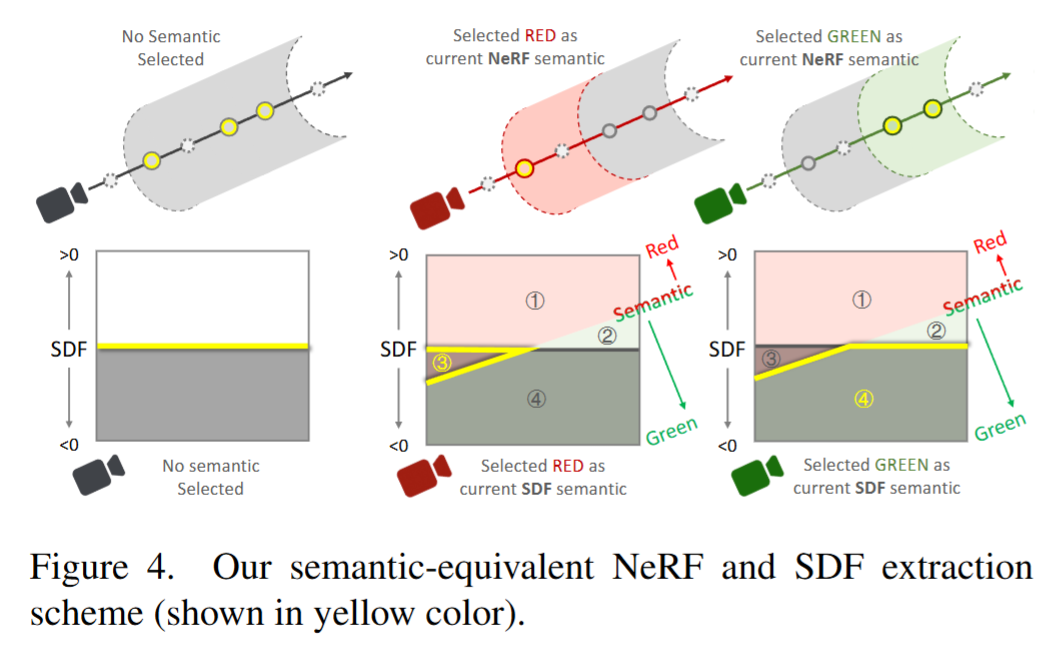 No Semantic
Selected
Selected RED as
current NeRF semantic
Selected GREEN as
current NeRF semantic
>0
SDF
<0
No semantic
Selected
>0
SDF
<0
①
②
③
④
Red
Semantic
Green
Selected RED as
current SDF semantic
>0
SDF
<0
①
②
③
④
Red
Semantic
Green
Selected GREEN as
current SDF semantic
Figure 4. Our semantic-equivalent NeRF and SDF extraction
scheme (shown in yellow color).